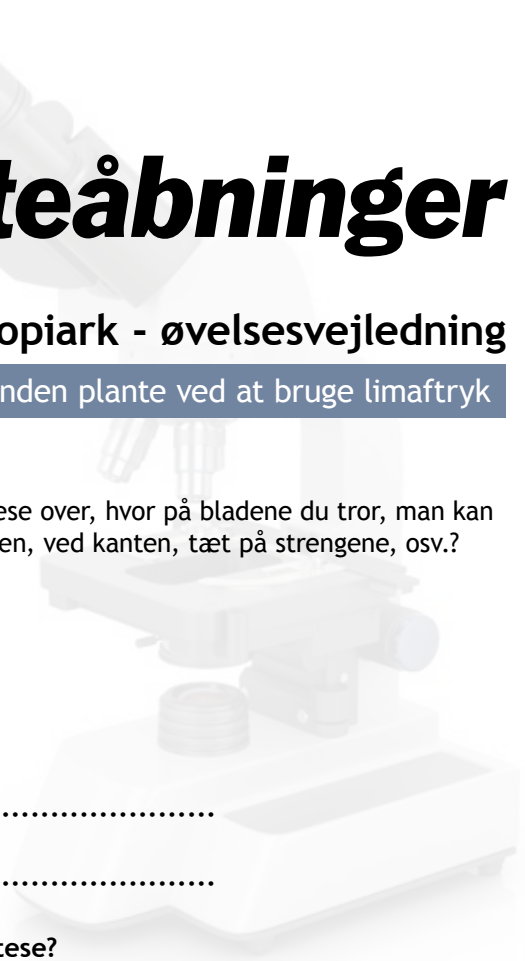 teåbninger
opiark - øvelsesvejledning
nden plante ved at bruge limaftryk
ese over, hvor på bladene du tror, man kan
en, ved kanten, tæt på strengene, osv.?
......................
......................
tese?